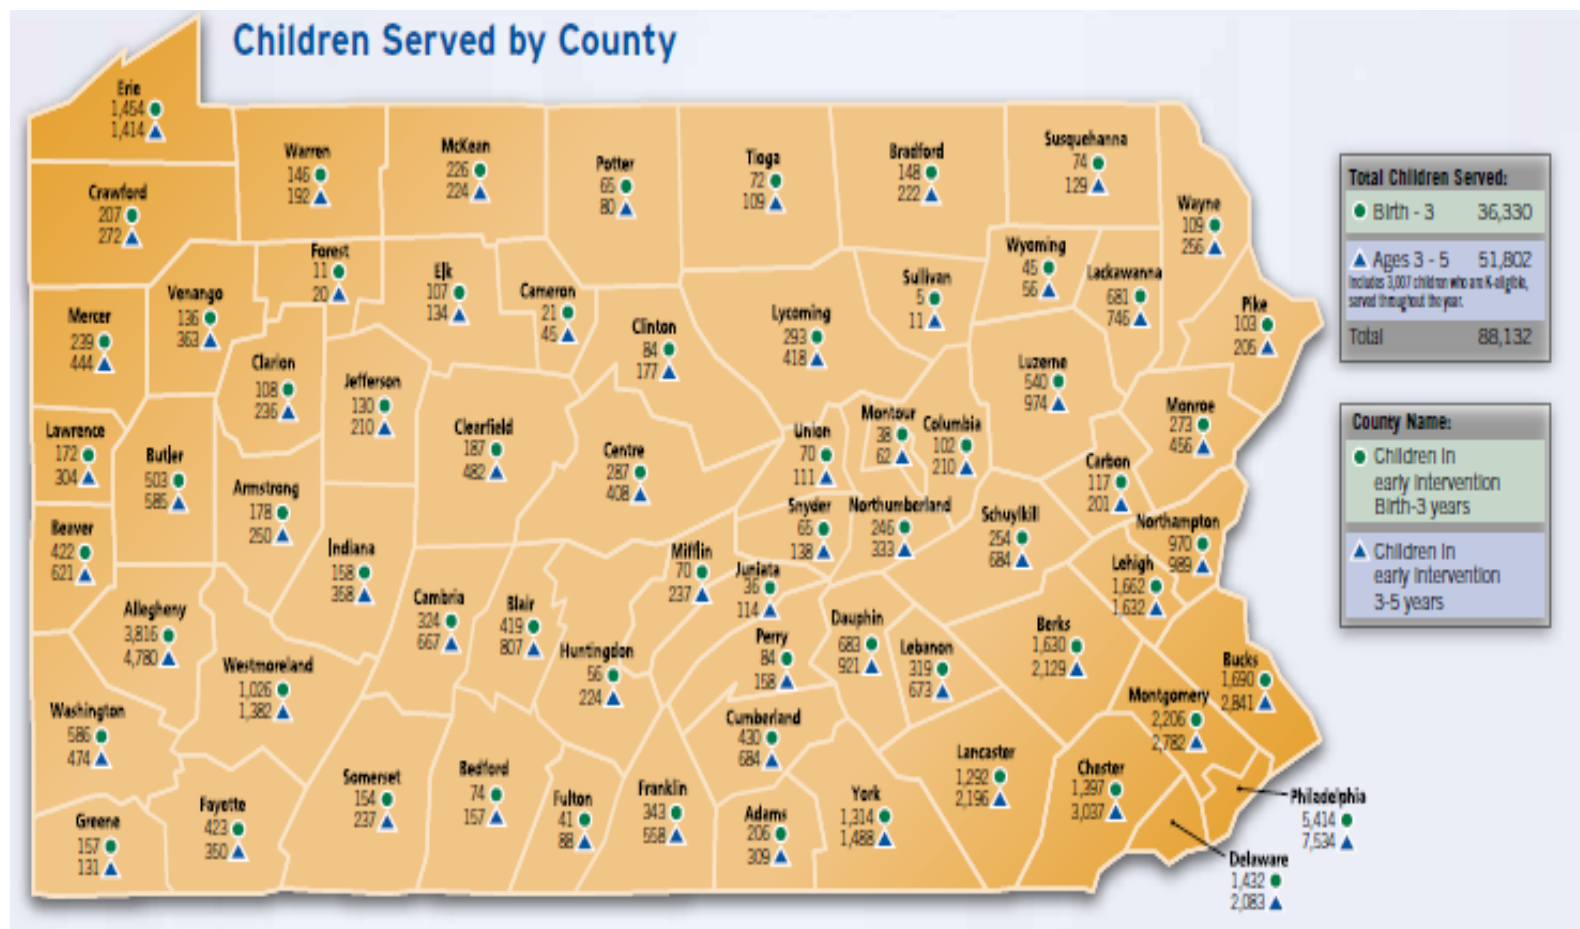 Children Served by County
Erie
1,454
1,414
Crawford
207
272
Warren
146
192
McKean
226
224
Potter
65
80
Tioga
72
109
Bradford
148
222
Susquehanna
74
129
Wayne
109
256
Forest
11
20
Venango
136
363
Mercer
239
444
Elk
107
134
Cameron
21
45
Clinton
84
177
Lycoming
293
418
Sullivan
5
11
Wyoming
45
56
Lackawanna
681
746
Pike
103
205
Clarion
108
236
Jefferson
130
210
Clearfield
187
482
Centre
287
408
Union
70
111
Montour
38
62
Columbia
102
210
Luzerne
540
974
Monroe
273
456
Lawrence
172
304
Butler
503
585
Armstrong
178
250
Indiana
158
358
Beaver
422
621
Snyder
65
138
Northumberland
246
333
Schuylkill
254
684
Carbon
117
201
Northampton
970
989
Lehigh
1,662
1,632
Mifflin
70
237
Juniata
36
114
Allegheny
3,816
4,780
Cambria
324
667
Blair
419
807
Huntingdon
56
224
Perry
84
158
Dauphin
683
921
Lebanon
319
673
Berks
1,630
2,129
Bucks
1,690
2,841
Montgomery
2,206
2,782
Westmoreland
1,026
1,382
Washington
586
474
Greene
157
131
Fayette
423
350
Somerset
154
237
Bedford
74
157
Fulton
41
88
Franklin
343
558
Cumberland
430
684
Adams
206
309
York
1,314
1,488
Lancaster
1,292
2,196
Chester
1,397
3,037
Philadelphia
5,414
7,534
Delaware
1,432
2,083
Total Children Served:
Birth - 3 36,330
Ages 3 - 5 51,802
Includes 3,007 children who are K-eligible,
served throughout the year.
Total 88,132
County Name:
Children in
early intervention
Birth-3 years
Children in
early intervention
3-5 years